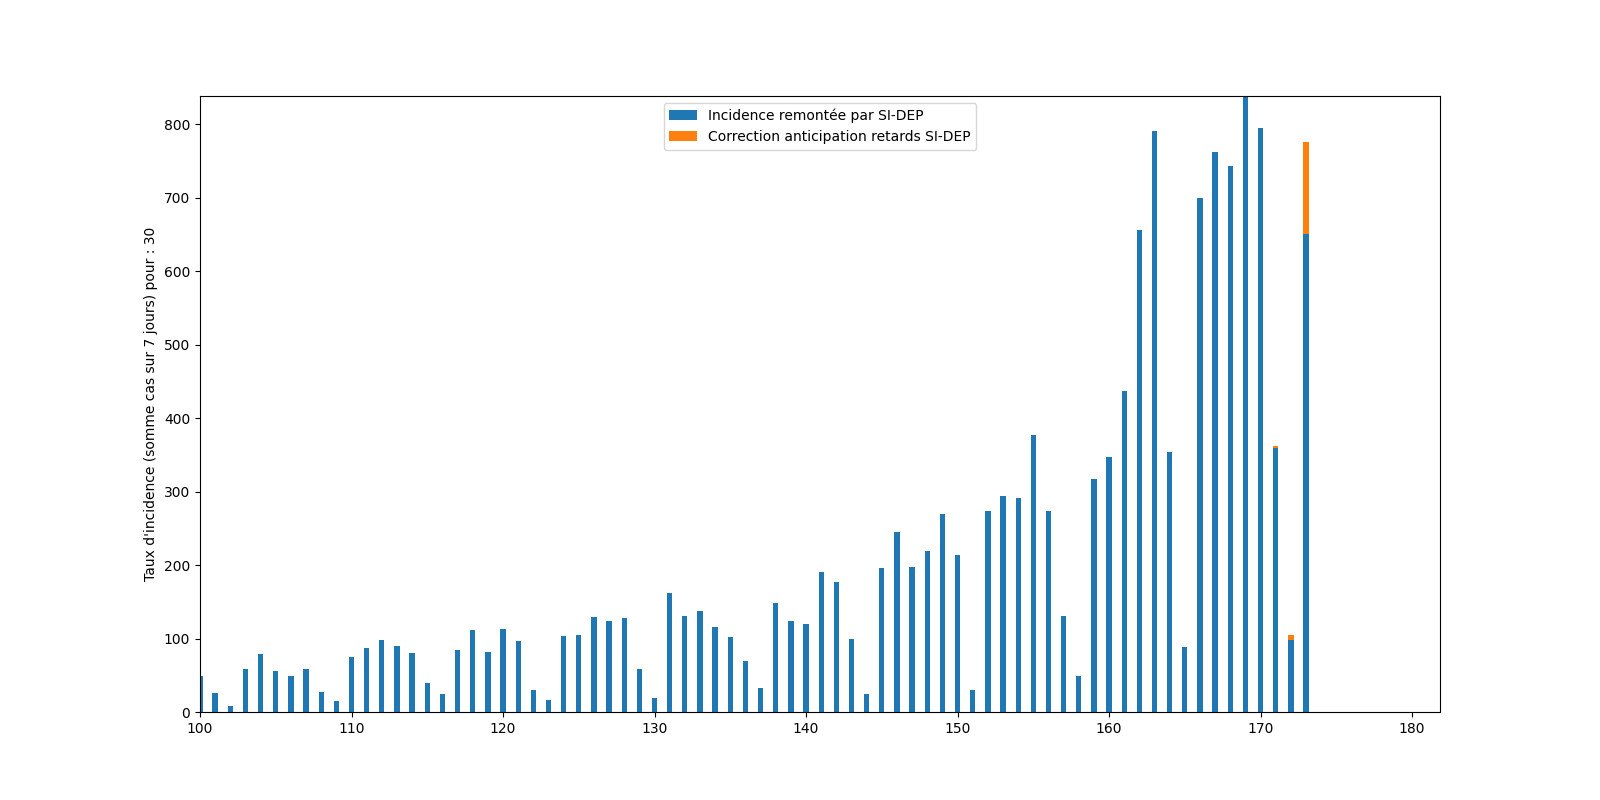 Incidence remontée par SI-DEP
Correction anticipation retards SI-DEP
Taux d'incidence (somme cas sur 7 jours) pour : 30
800
700
600
500
400
300
200
100
0
100 110 120 130 140 150 160 170 180